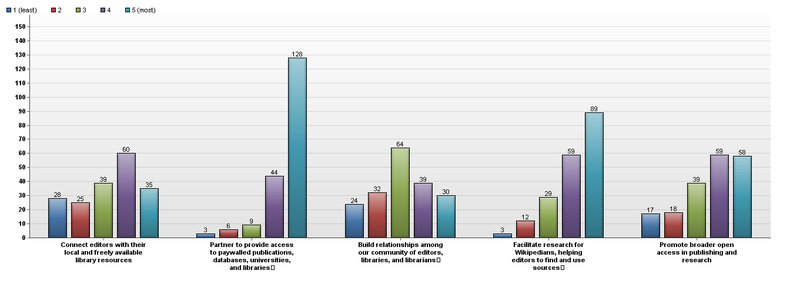 1 (least) 2 3 4 5 (most)
150
140
130
120
110
100
90
80
70
60
50
40
30
20
10
0
28 25 39 60 35
3 6 9 44 128
24 32 64 39 30
3 12 29 59 89
17 18 39 59 58
Connect editors with their
local and freely available
library resources
Partner to provide access
to paywalled publications,
databases, universities,
and libraries
Build relationships among
our community of editors,
libraries, and librarians
Facilitate research for
Wikipedians, helping
editors to find and use
sources
Promote broader open
access in publishing and
research